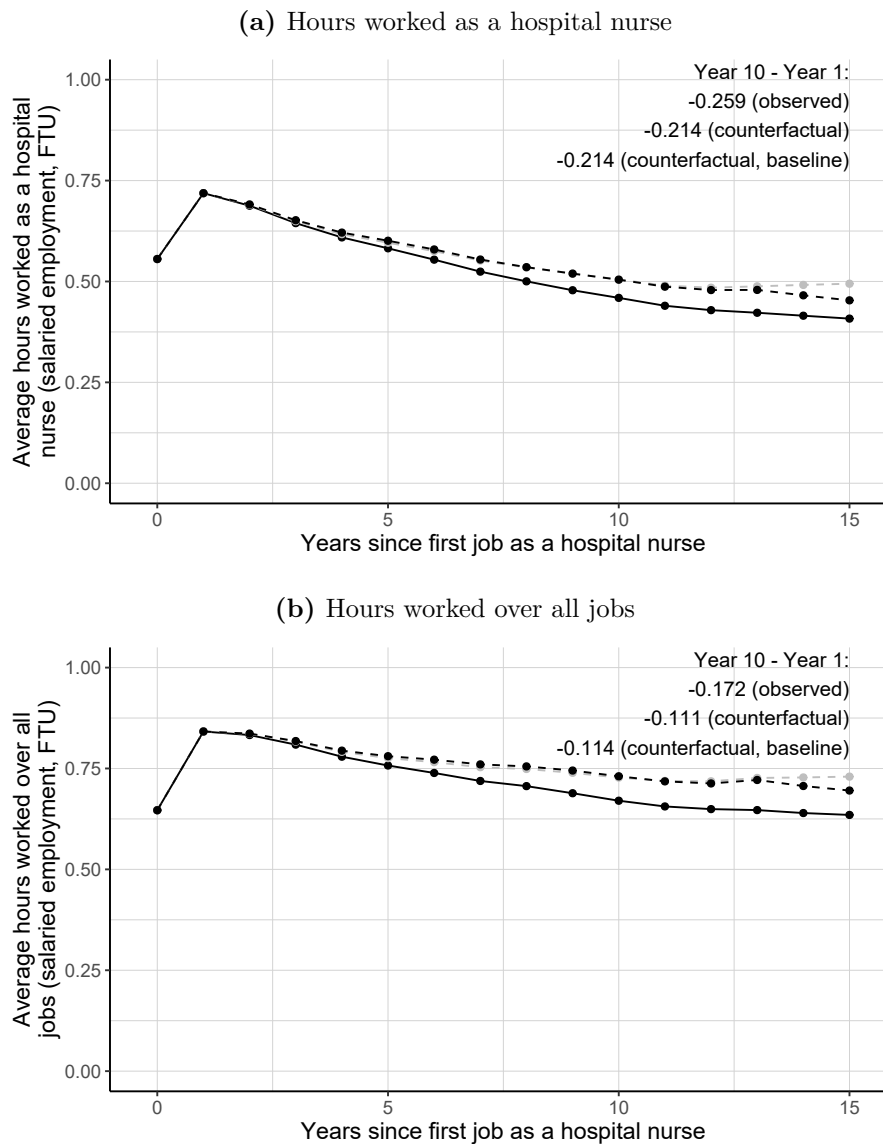 (a) Hours worked as a hospital nurse
Average hours worked as a hospital
nurse (salaried employment, FTU)
1.00
0.75
0.50
0.25
0.00
Year 10 - Year 1:
-0.259 (observed)
-0.214 (counterfactual)
-0.214 (counterfactual, baseline)
0 5 10 15
Years since first job as a hospital nurse
(b) Hours worked over all jobs
Average hours worked over all
jobs (salaried employment, FTU)
1.00
0.75
0.50
0.25
0.00
Year 10 - Year 1:
-0.172 (observed)
-0.111 (counterfactual)
-0.114 (counterfactual, baseline)
0 5 10 15
Years since first job as a hospital nurse